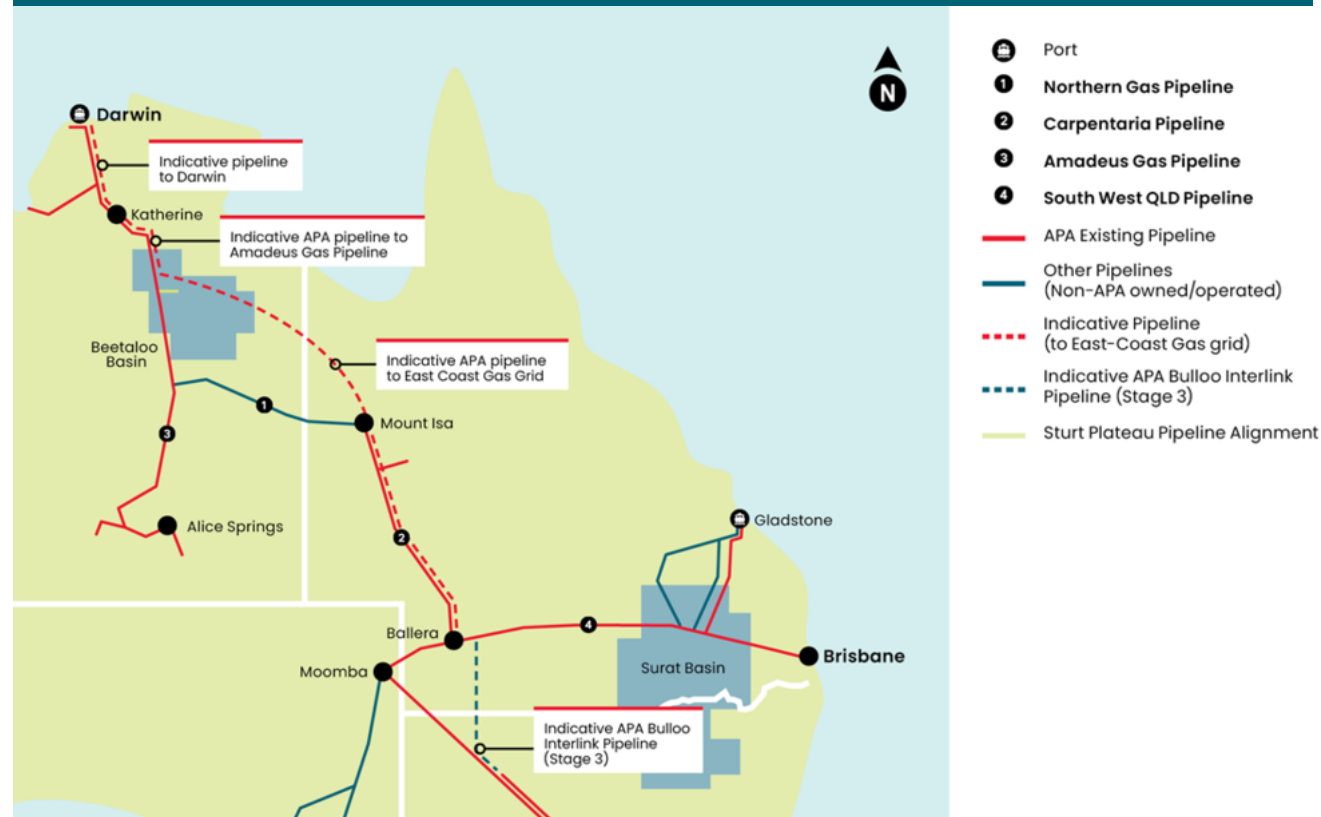 N
Darwin
Indicative pipeline
to Darwin
Katherine
Indicative APA pipeline to
Amadeus Gas Pipeline
Beetaloo
Basin
Indicative APA pipeline
to East Coast Gas Grid
1
Mount Isa
3
Alice Springs
2
Gladstone
Ballera
4
Moomba
Surat Basin
Brisbane
Indicative APA Bulloo
Interlink Pipeline
(Stage 3)
Port
1 Northern Gas Pipeline
2 Carpentaria Pipeline
3 Amadeus Gas Pipeline
4 South West QLD Pipeline
APA Existing Pipeline
Other Pipelines
(Non-APA owned/operated)
Indicative Pipeline
(to East-Coast Gas grid)
Indicative APA Bulloo Interlink
Pipeline (Stage 3)
Sturt Plateau Pipeline Alignment